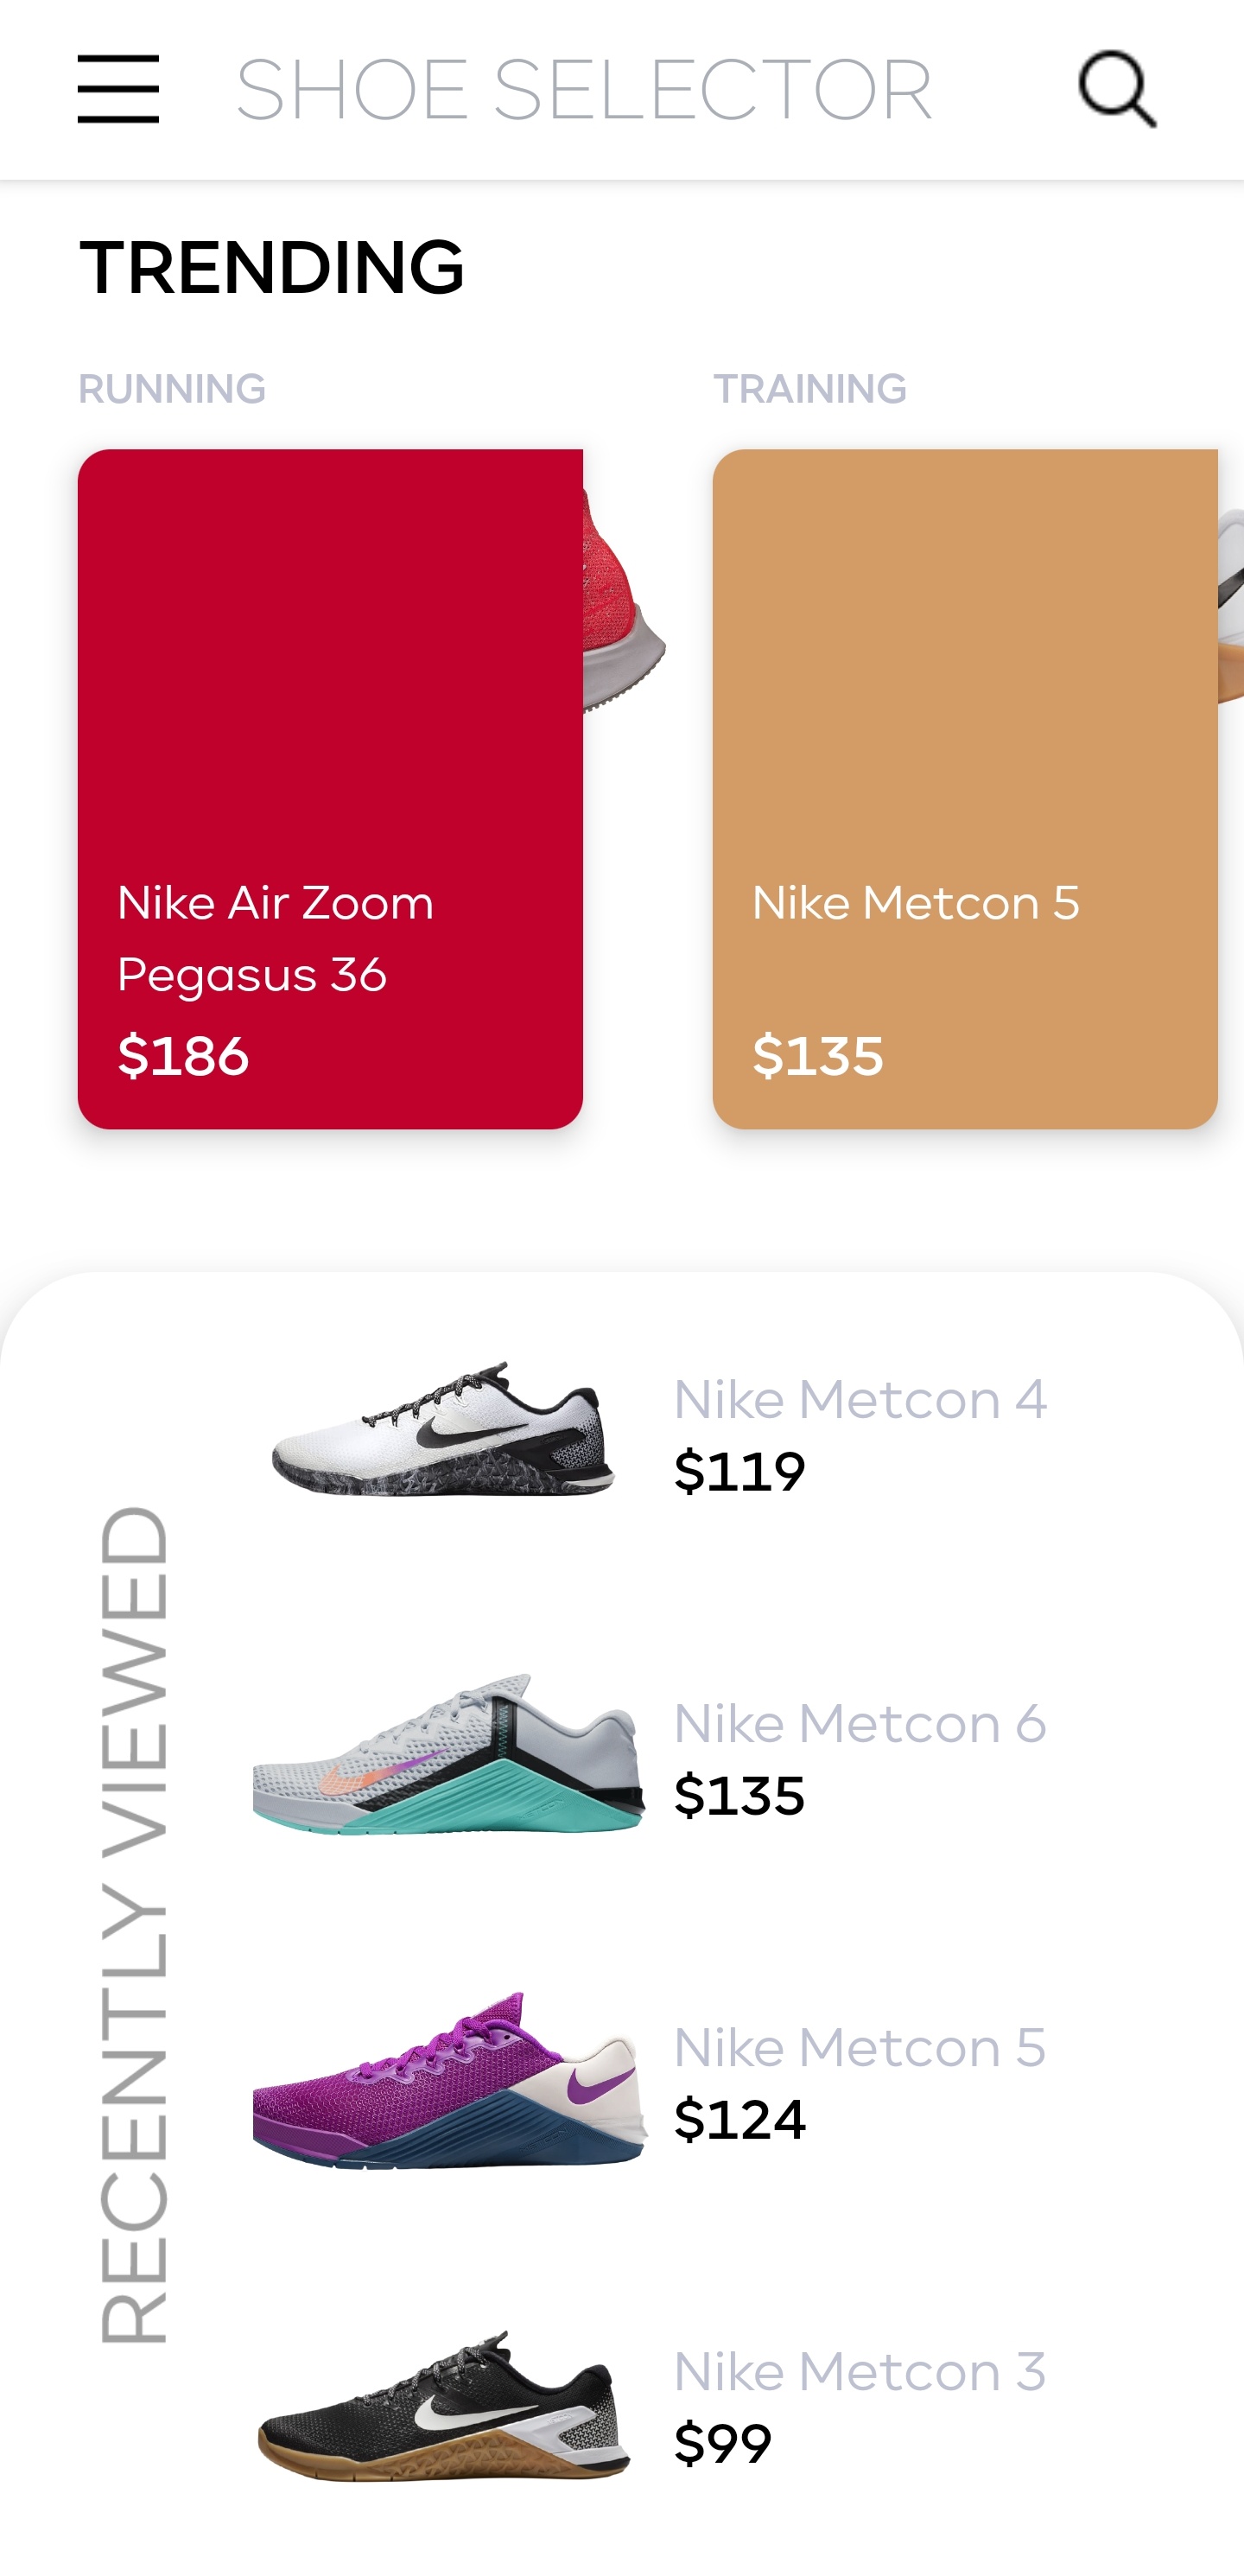 SHOE SELECTOR
TRENDING
RUNNING
Nike Air Zoom
Pegasus 36
$186
TRAINING
Nike Metcon 5
$135
RECENTLY VIEWED
Nike Metcon 4
$119
Nike Metcon 6
$135
Nike Metcon 5
$124
Nike Metcon 3
$99